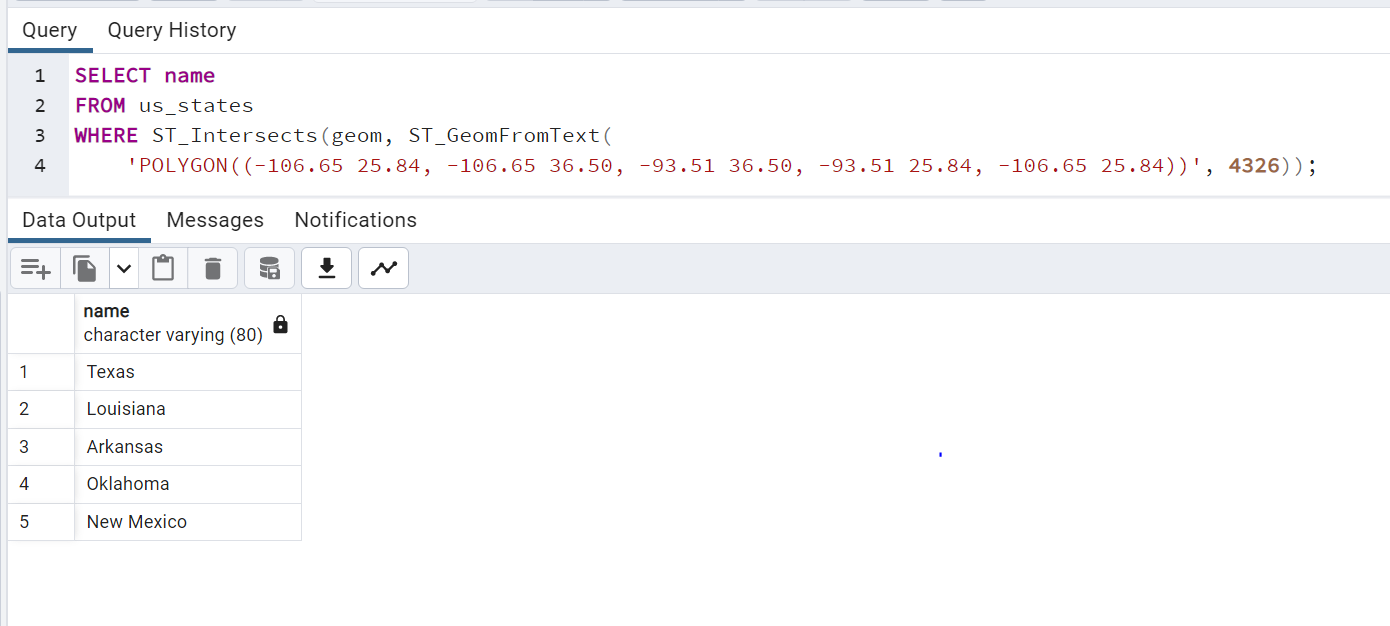 Query Query History
1 SELECT name
2 FROM us_states
3 WHERE ST_Intersects(geom, ST_GeomFromText(
4 'POLYGON((-106.65 25.84, -106.65 36.50, -93.51 36.50, -93.51 25.84, -106.65 25.84))', 4326));
Data Output Messages Notifications
name
character varying (80)
1 Texas
2 Louisiana
3 Arkansas
4 Oklahoma
5 New Mexico